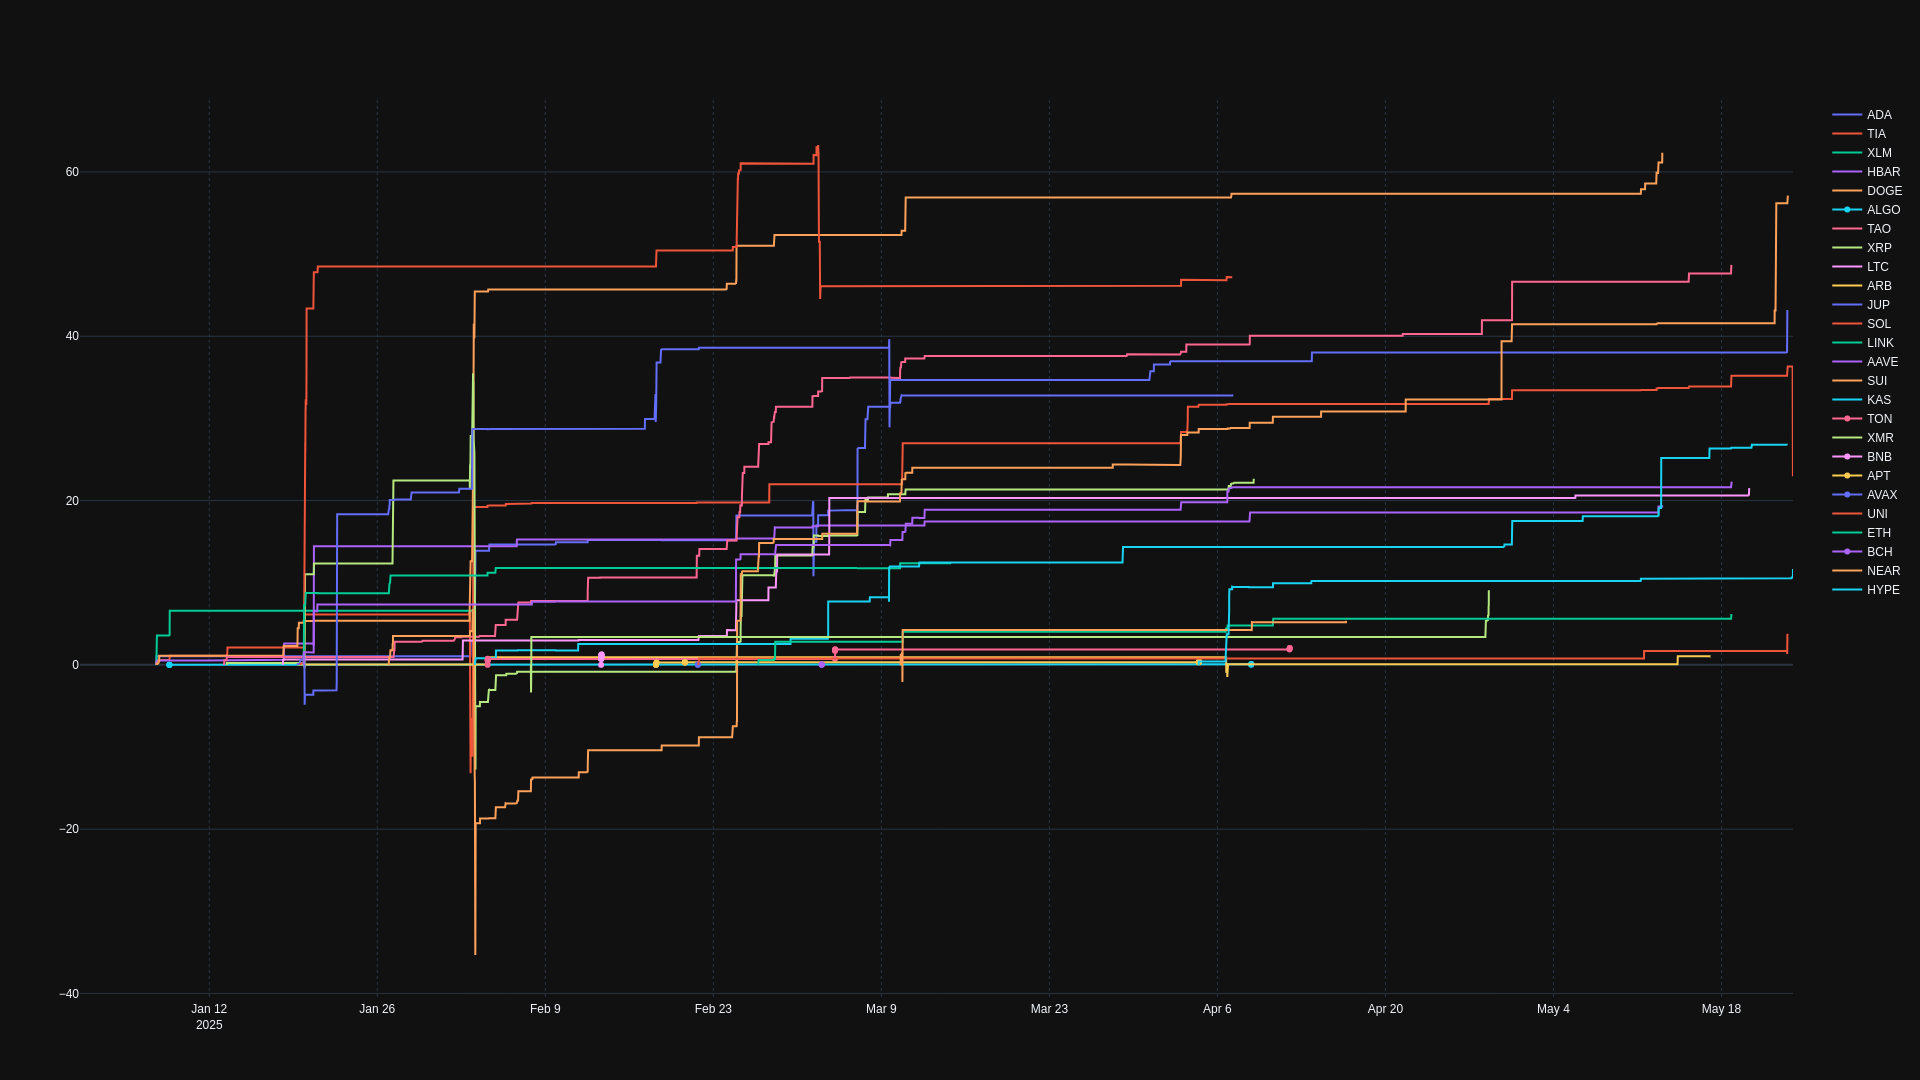 60
40
20
0
−20
−40
Jan 12
2025
Jan 26
Feb 9
Feb 23
Mar 9
Mar 23
Apr 6
Apr 20
May 4
May 18
ADA
TIA
XLM
HBAR
DOGE
ALGO
TAO
XRP
LTC
ARB
JUP
SOL
LINK
AAVE
SUI
KAS
TON
XMR
BNB
APT
AVAX
UNI
ETH
BCH
NEAR
HYPE